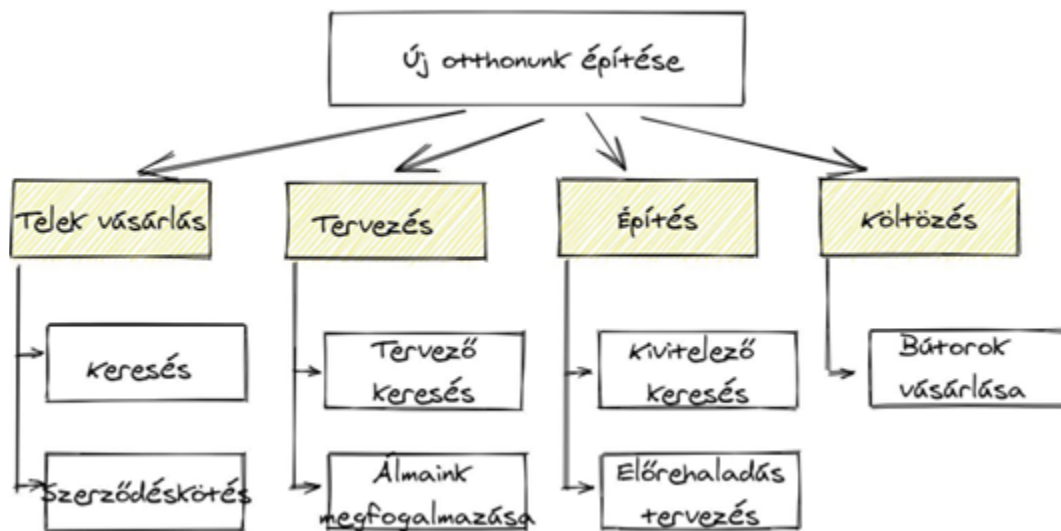 Új otthonunk építése
Telek vásárlás
Tervezés
Építés
Költözés
Keresés
Tervező
keresés
Kivitelező
keresés
Bútorok
vásárlása
Szerződéskötés
Álmaink
megfogalmazása
Előrehaladás
tervezés